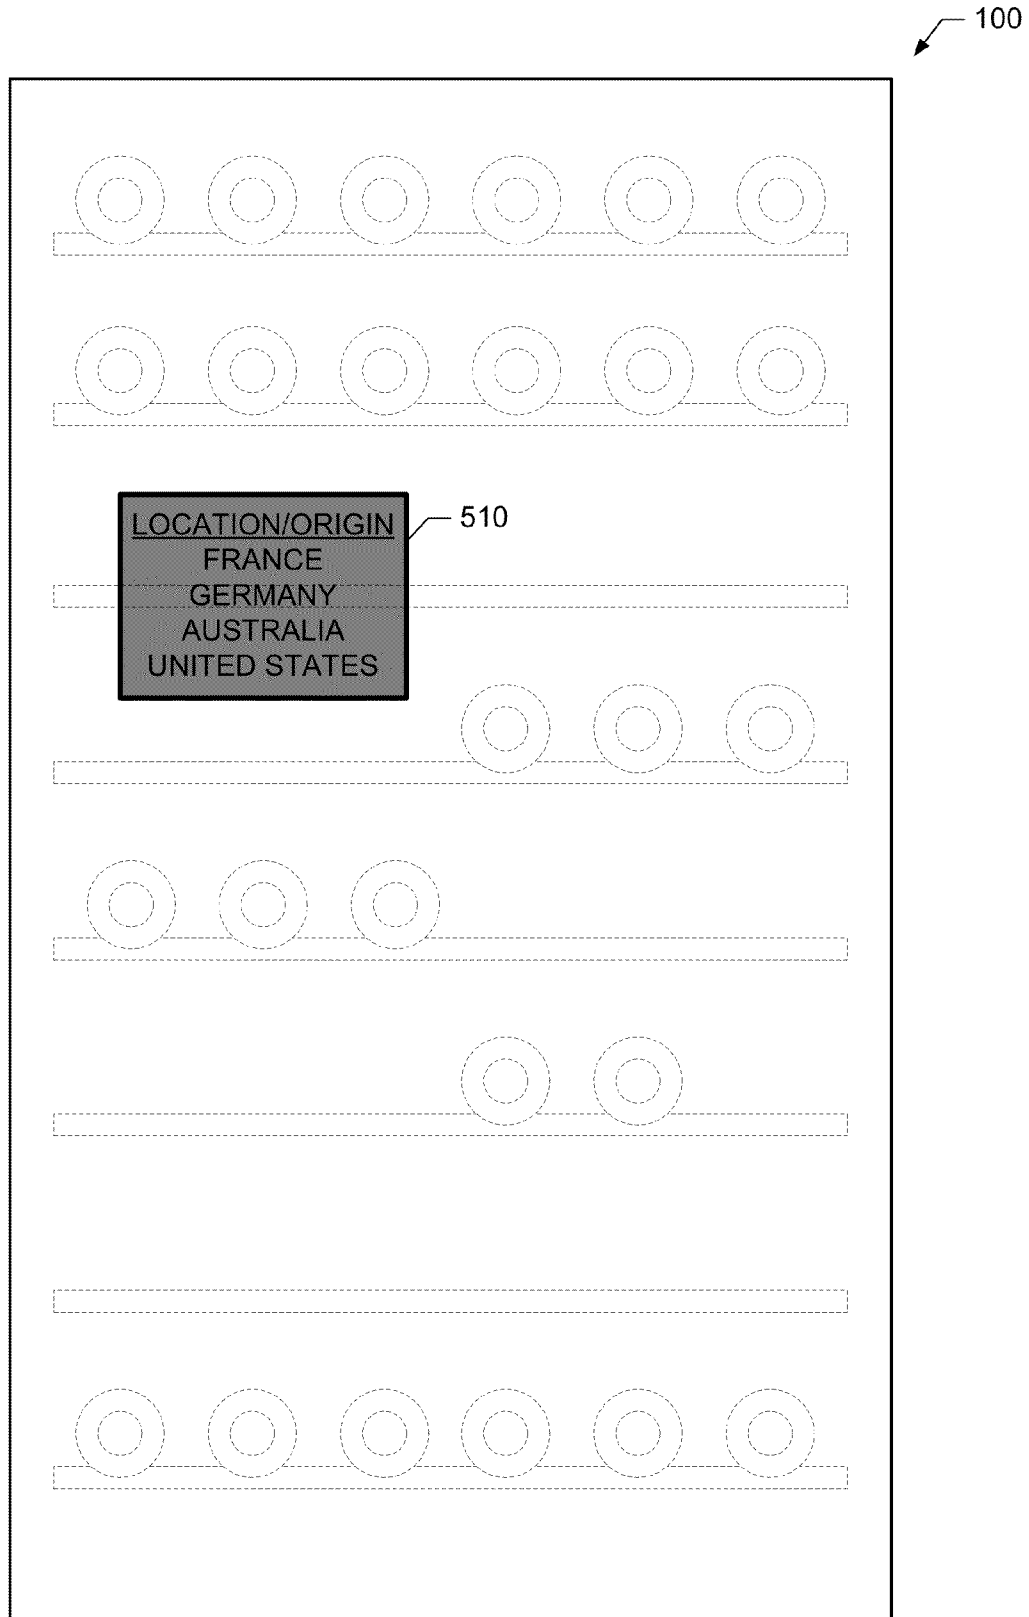 100
LOCATION/ORIGIN
510
FRANCE
GERMANY
AUSTRALIA
UNITED STATES